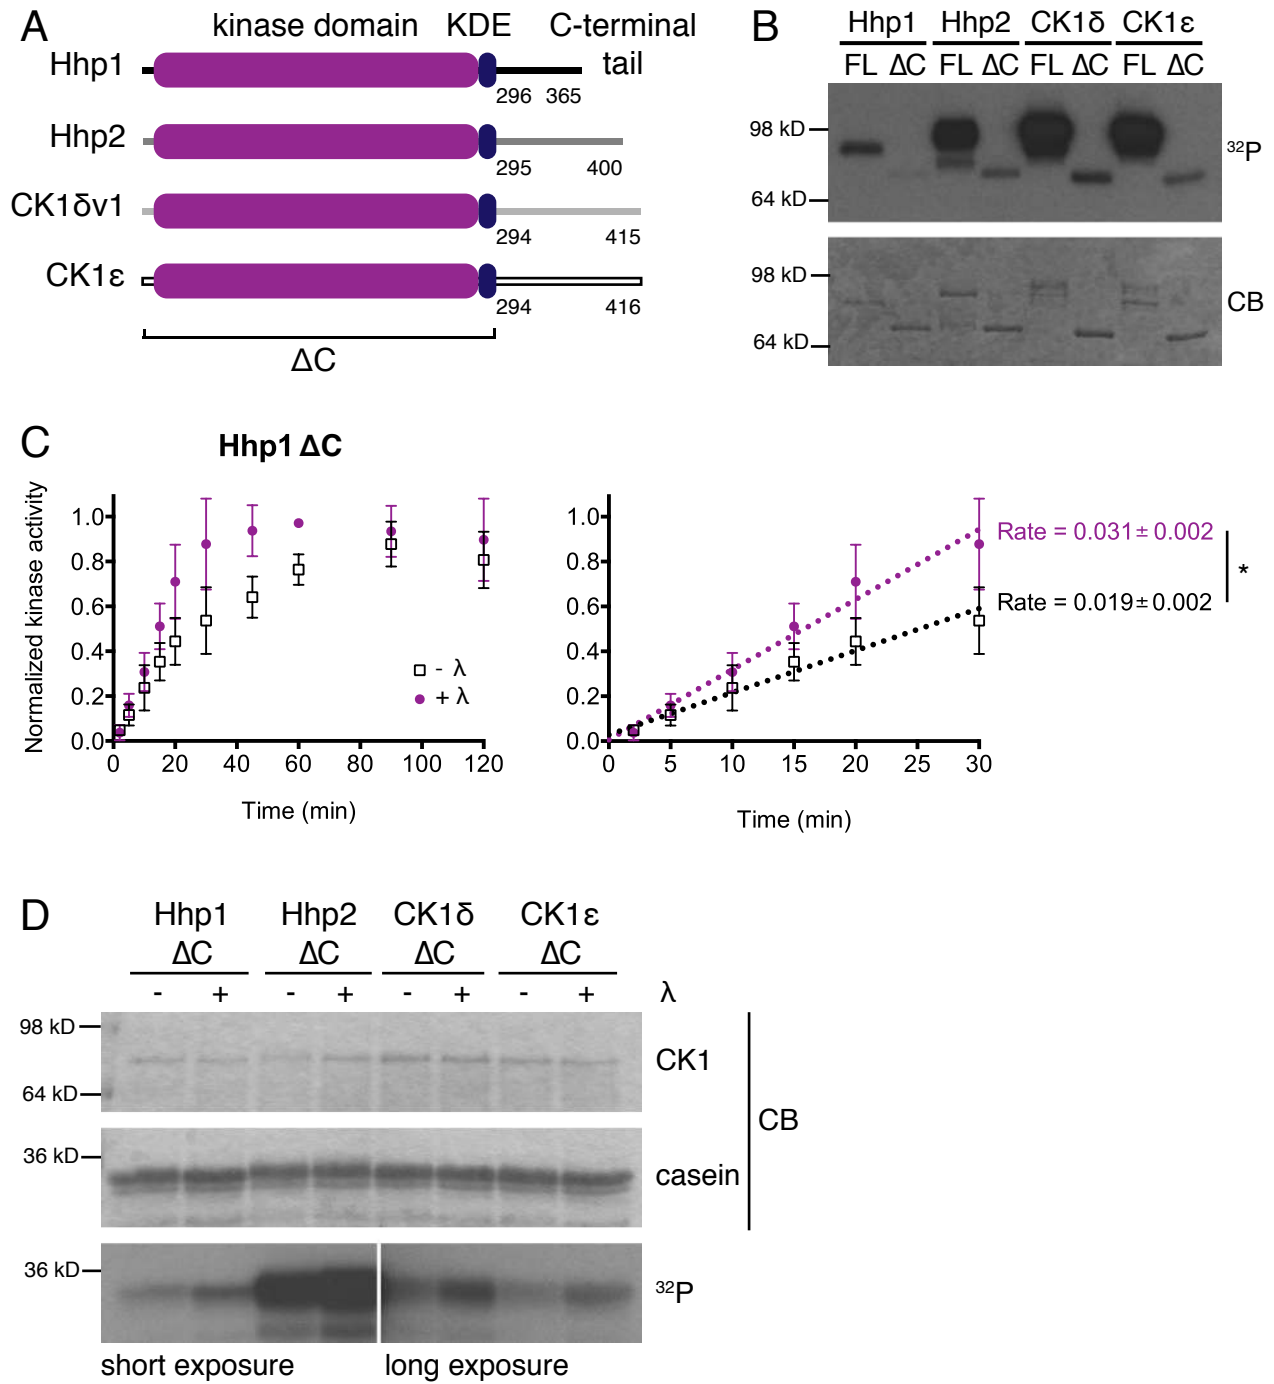 A
kinase domain KDE C-terminal tail
Hhp1
296 365
Hhp2
295 400
CK1δv1
294 415
CK1ε
294 416
ΔC
B
Hhp1 Hhp2 CK1δ CK1ε
FL ΔC FL ΔC FL ΔC FL ΔC
98 kD
64 kD
³²P
98 kD
64 kD
CB
C
Hhp1 ΔC
Normalized kinase activity
1.0
0.8
0.6
0.4
0.2
0.0
0 20 40 60 80 100 120
Time (min)
- λ
+ λ
1.0
0.8
0.6
0.4
0.2
0.0
0 5 10 15 20 25 30
Time (min)
Rate = 0.031 ± 0.002
Rate = 0.019 ± 0.002
*
D
Hhp1 Hhp2 CK1δ CK1ε
ΔC ΔC ΔC ΔC
- + - + - + - + λ
98 kD
64 kD
CK1
36 kD
casein
CB
36 kD
³²P
short exposure long exposure